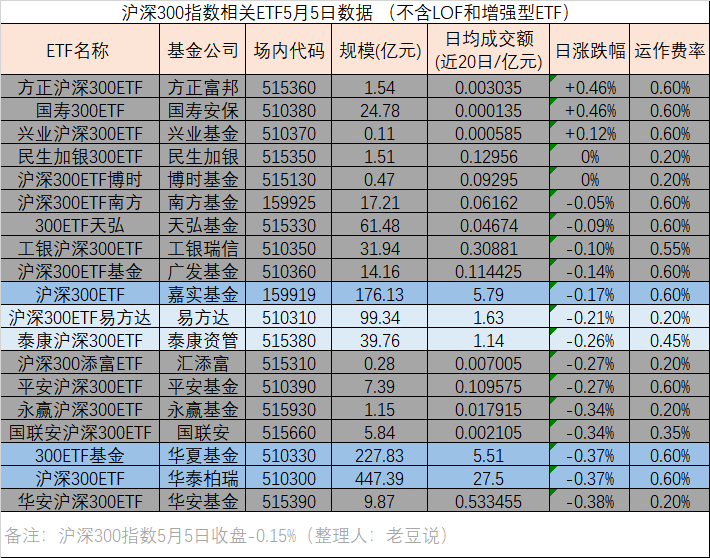 沪深300指数相关ETF5月5日数据 （不含LOF和增强型ETF）
ETF名称 基金公司 场内代码 规模(亿元) 日均成交额(近20日/亿元) 日涨跌幅 运作费率
方正沪深300ETF 方正富邦 515360 1.54 0.003035 +0.46% 0.60%
国寿300ETF 国寿安保 510380 24.78 0.000135 +0.46% 0.60%
兴业沪深300ETF 兴业基金 510370 0.11 0.000585 +0.12% 0.60%
民生加银300ETF 民生加银 515350 1.51 0.12956 0% 0.20%
沪深300ETF博时 博时基金 515130 0.47 0.09295 0% 0.20%
沪深300ETF南方 南方基金 159925 17.21 0.06162 -0.05% 0.60%
300ETF天弘 天弘基金 515330 61.48 0.04674 -0.09% 0.60%
工银沪深300ETF 工银瑞信 510350 31.94 0.30881 -0.10% 0.55%
沪深300ETF基金 广发基金 510360 14.16 0.114425 -0.14% 0.60%
沪深300ETF 嘉实基金 159919 176.13 5.79 -0.17% 0.60%
沪深300ETF易方达 易方达 510310 99.34 1.63 -0.21% 0.20%
泰康沪深300ETF 泰康资管 515380 39.76 1.14 -0.26% 0.45%
沪深300添富ETF 汇添富 515310 0.28 0.007005 -0.27% 0.20%
平安沪深300ETF 平安基金 510390 7.39 0.109577 -0.27% 0.60%
永赢沪深300ETF 永赢基金 515930 1.15 0.017915 -0.34% 0.20%
国联安沪深300ETF 国联安 515660 5.84 0.002105 -0.34% 0.35%
300ETF基金 华夏基金 510330 227.83 5.51 -0.37% 0.60%
沪深300ETF 华泰柏瑞 510300 447.39 27.5 -0.37% 0.60%
华安沪深300ETF 华安基金 515390 9.87 0.533455 -0.38% 0.20%
备注：沪深300指数5月5日收盘-0.15%（整理人：老豆说）